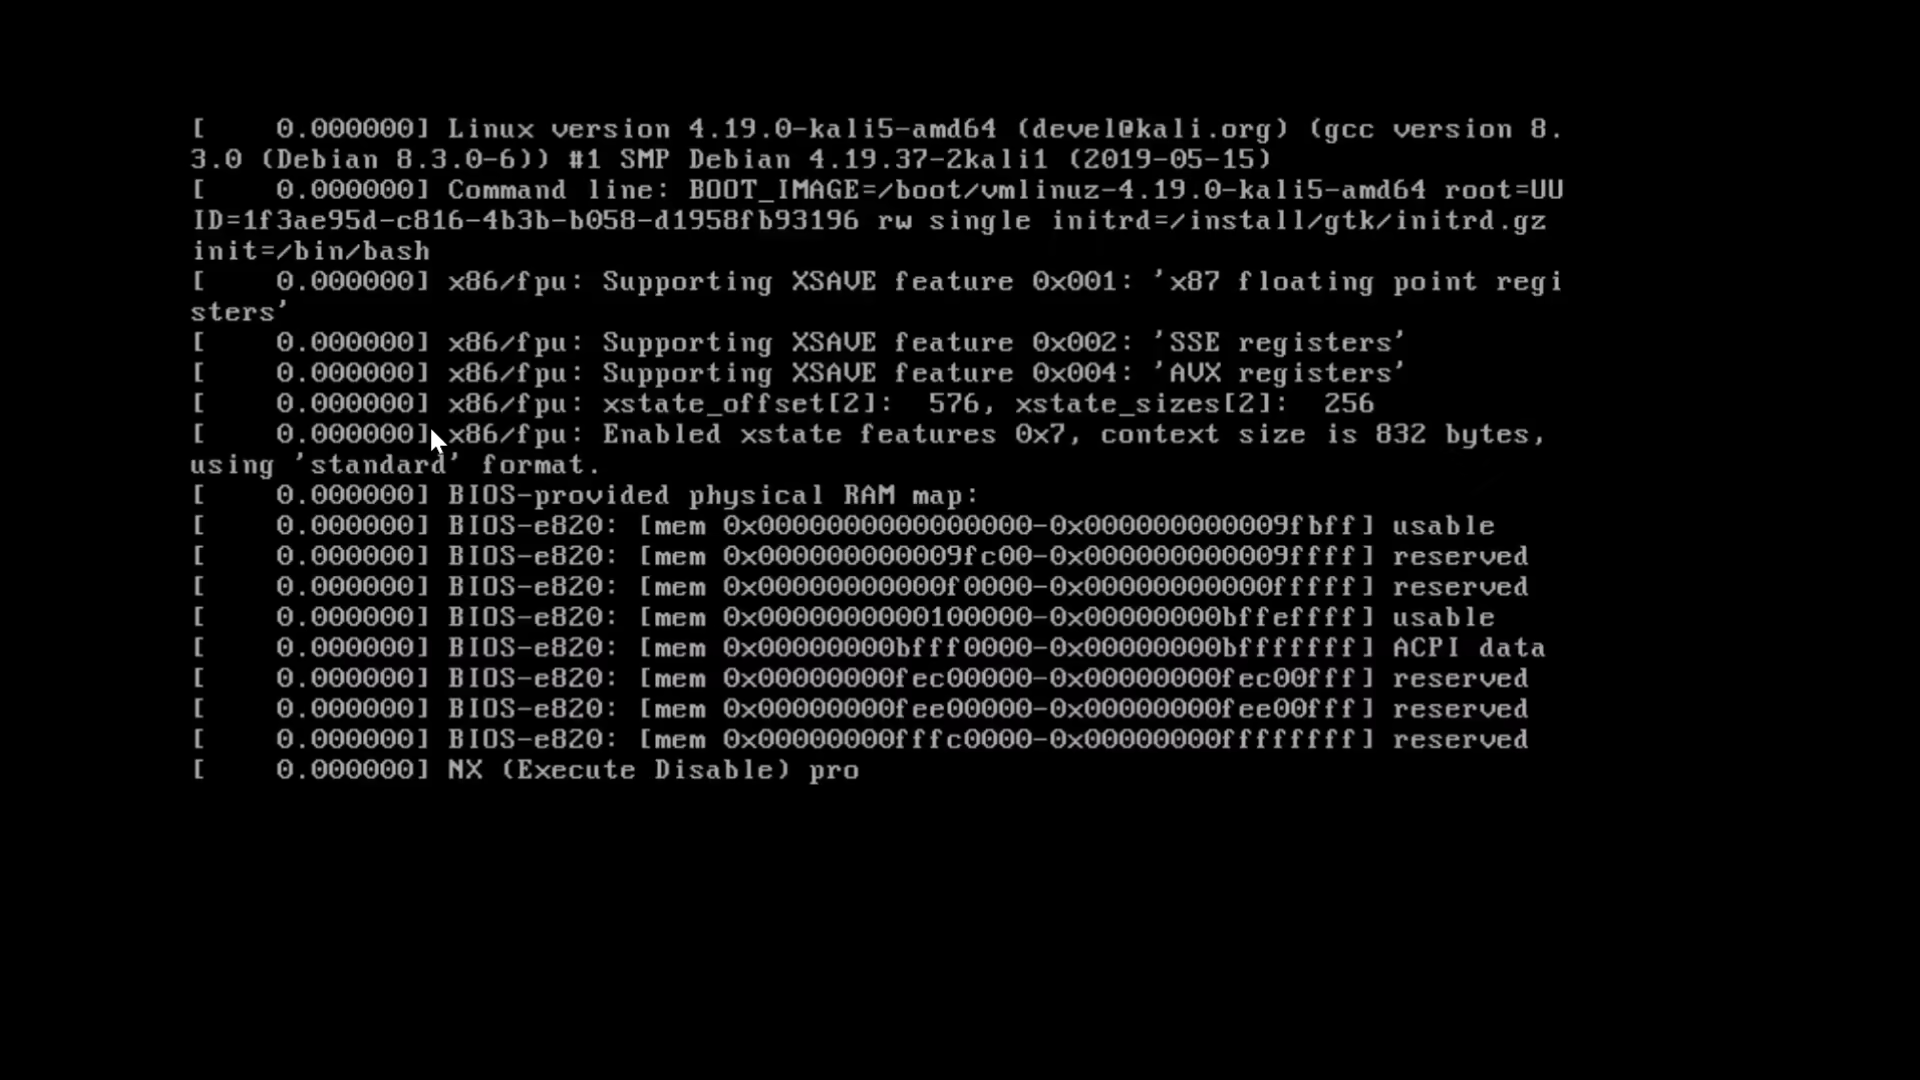 [    0.000000] Linux version 4.19.0-kali5-amd64 (devel@kali.org) (gcc version 8.
3.0 (Debian 8.3.0-6)) #1 SMP Debian 4.19.37-2kali1 (2019-05-15)
[    0.000000] Command line: BOOT_IMAGE=/boot/vmlinuz-4.19.0-kali5-amd64 root=UU
ID=1f3ae95d-c816-4b3b-b058-d1958fb93196 rw single initrd=/install/gtk/initrd.gz
init=/bin/bash
[    0.000000] x86/fpu: Supporting XSAVE feature 0x001: 'x87 floating point regi
sters'
[    0.000000] x86/fpu: Supporting XSAVE feature 0x002: 'SSE registers'
[    0.000000] x86/fpu: Supporting XSAVE feature 0x004: 'AVX registers'
[    0.000000] x86/fpu: xstate_offset[2]:  576, xstate_sizes[2]:  256
[    0.000000] x86/fpu: Enabled xstate features 0x7, context size is 832 bytes,
using 'standard' format.
[    0.000000] BIOS-provided physical RAM map:
[    0.000000] BIOS-e820: [mem 0x0000000000000000-0x000000000009fbff] usable
[    0.000000] BIOS-e820: [mem 0x000000000009fc00-0x000000000009ffff] reserved
[    0.000000] BIOS-e820: [mem 0x00000000000f0000-0x00000000000fffff] reserved
[    0.000000] BIOS-e820: [mem 0x0000000000100000-0x00000000bffeffff] usable
[    0.000000] BIOS-e820: [mem 0x00000000bfff0000-0x00000000bfffffff] ACPI data
[    0.000000] BIOS-e820: [mem 0x00000000fec00000-0x00000000fec00fff] reserved
[    0.000000] BIOS-e820: [mem 0x00000000fee00000-0x00000000fee00fff] reserved
[    0.000000] BIOS-e820: [mem 0x00000000fffc0000-0x00000000ffffffff] reserved
[    0.000000] NX (Execute Disable) pro